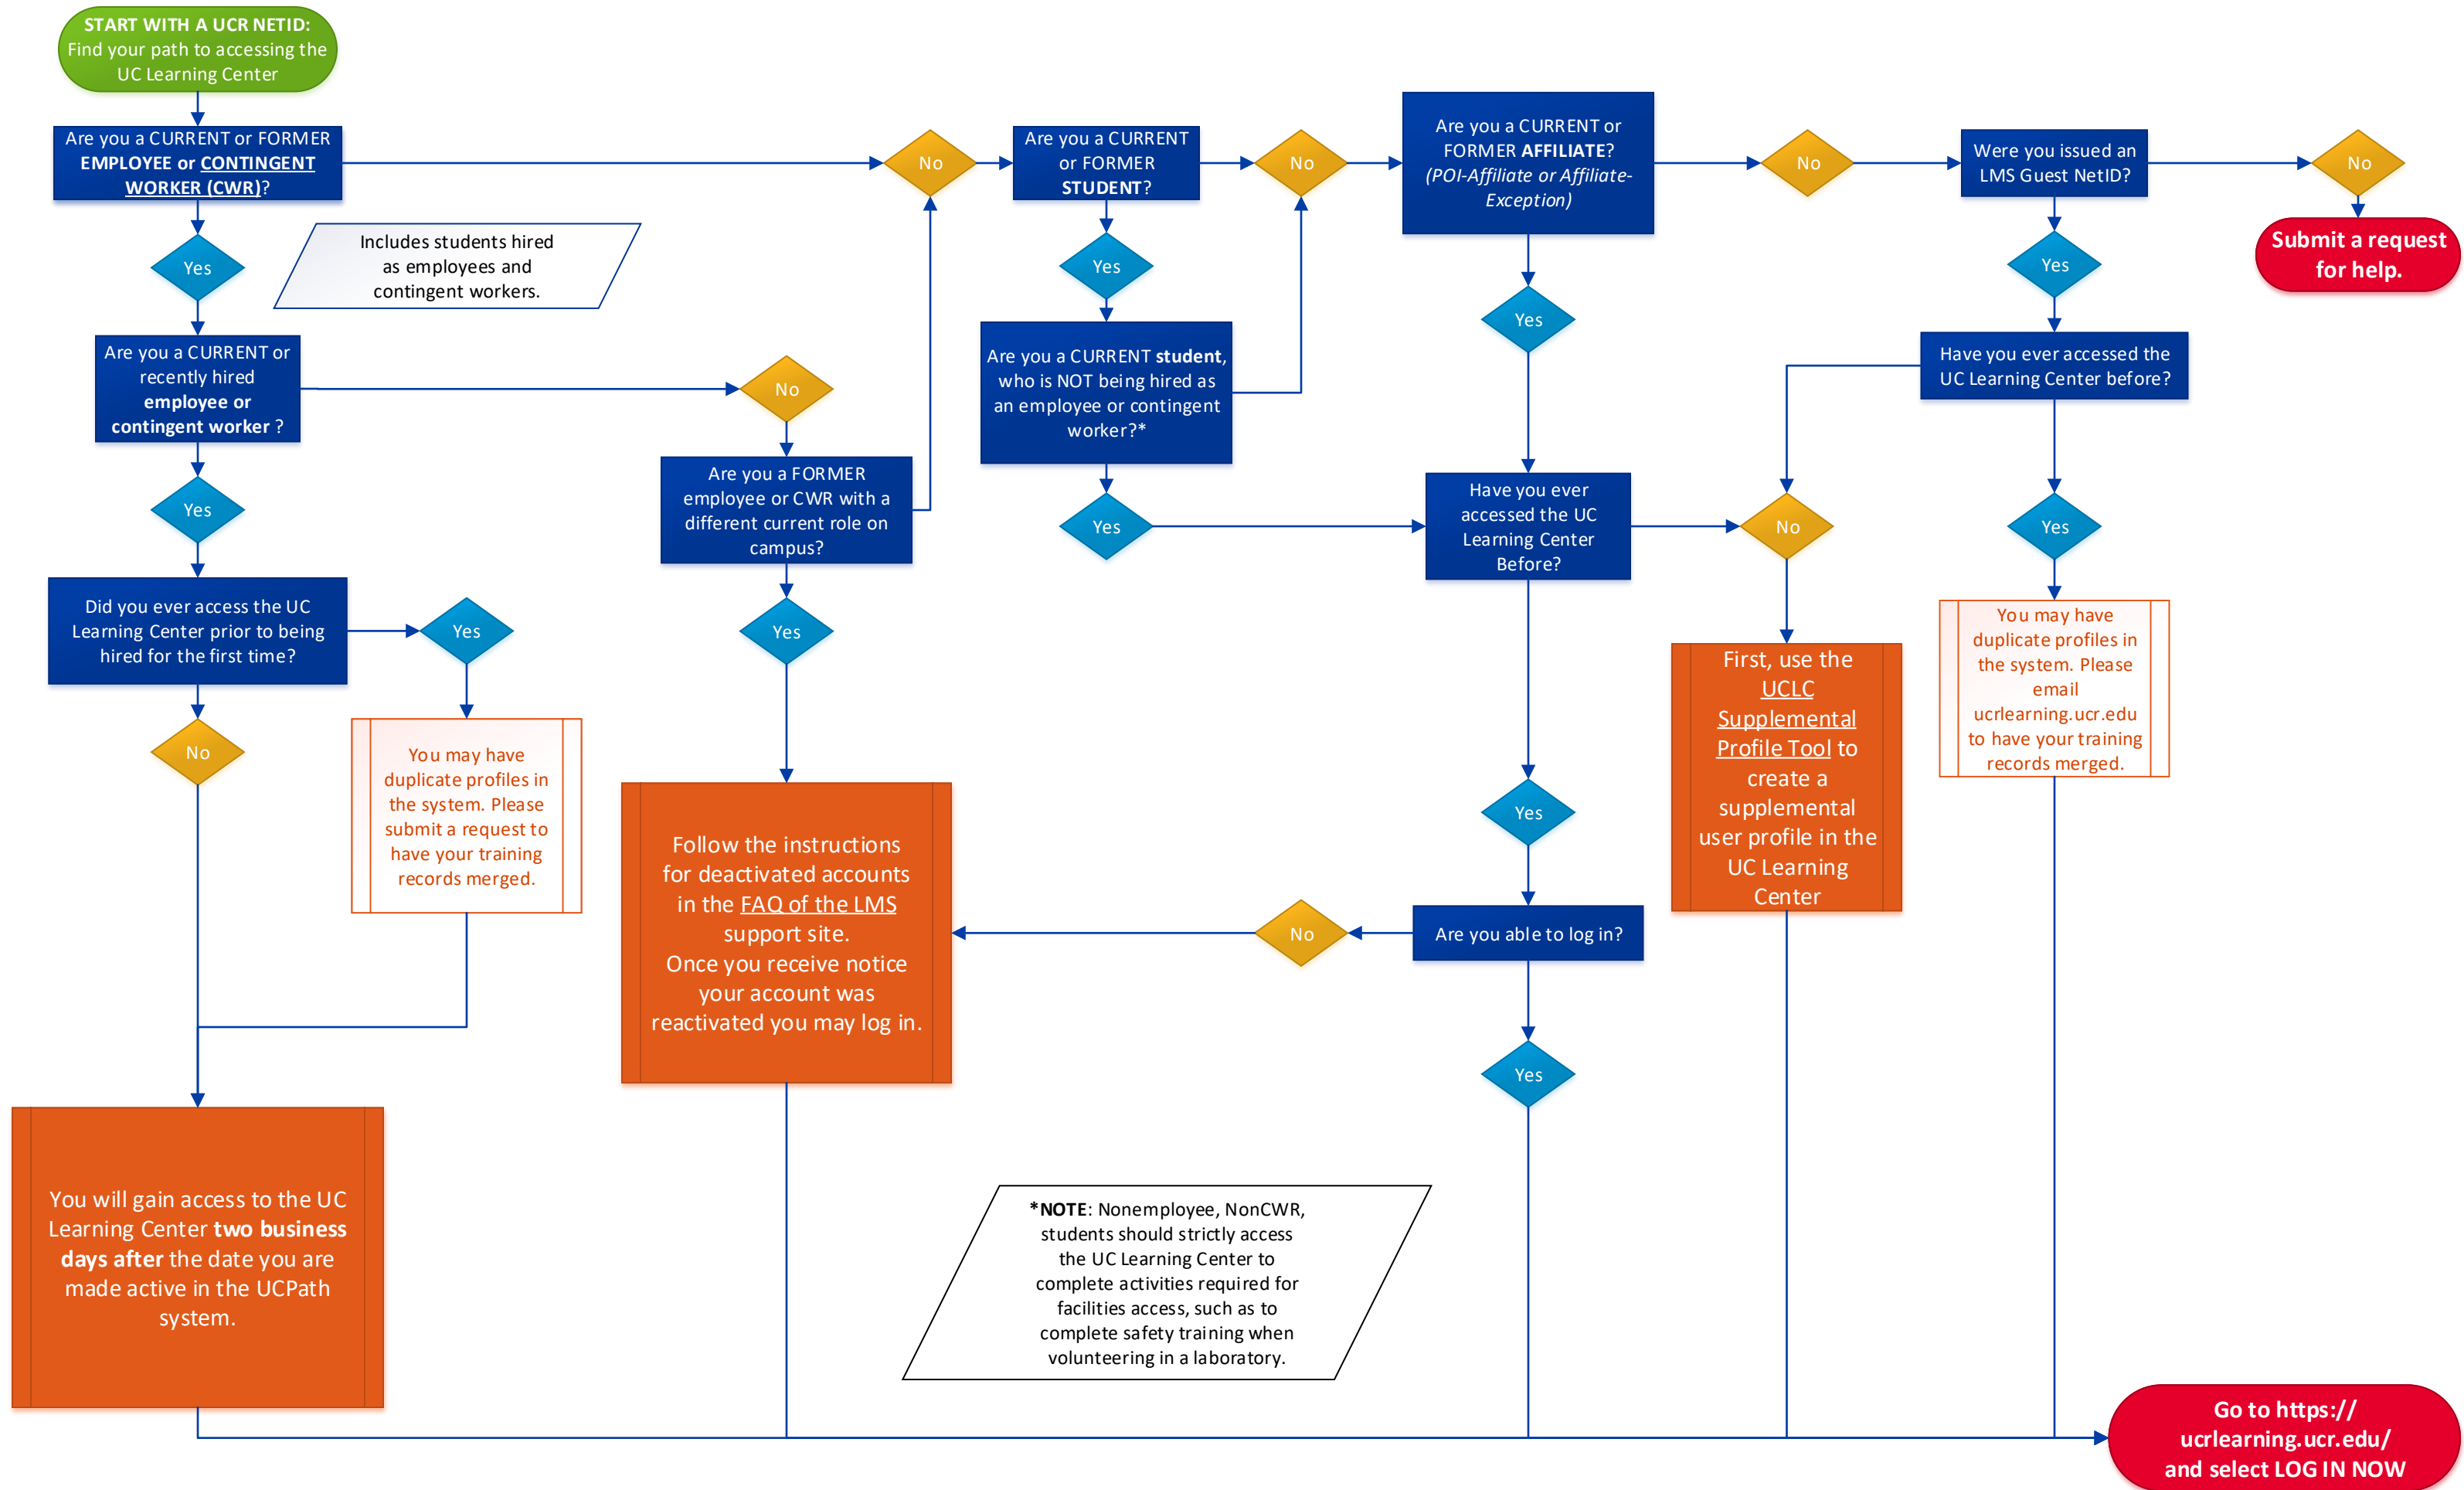 START WITH A UCR NETID:
Find your path to accessing the
UC Learning Center
Are you a CURRENT or FORMER
EMPLOYEE or CONTINGENT
WORKER (CWR)?
No
Are you a CURRENT
or FORMER
STUDENT?
No
Are you a CURRENT or
FORMER AFFILIATE?
(POI-Affiliate or Affiliate-
Exception)
No
Were you issued an
LMS Guest NetID?
No
Submit a request
for help.
Yes
Includes students hired
as employees and
contingent workers.
Yes
Yes
Yes
Are you a CURRENT or
recently hired
employee or
contingent worker ?
No
Are you a CURRENT student,
who is NOT being hired as
an employee or contingent
worker?*
Have you ever accessed the
UC Learning Center before?
Yes
Are you a FORMER
employee or CWR with a
different current role on
campus?
Yes
Have you ever
accessed the UC
Learning Center
Before?
No
Yes
Did you ever access the UC
Learning Center prior to being
hired for the first time?
Yes
Yes
First, use the
UCLC
Supplemental
Profile Tool to
create a
supplemental
user profile in the
UC Learning
Center
You may have
duplicate profiles in
the system. Please
email
ucrlearning.ucr.edu
to have your training
records merged.
No
You may have
duplicate profiles in
the system. Please
submit a request to
have your training
records merged.
Follow the instructions
for deactivated accounts
in the FAQ of the LMS
support site.
Once you receive notice
your account was
reactivated you may log in.
Yes
No
Are you able to log in?
Yes
You will gain access to the UC
Learning Center two business
days after the date you are
made active in the UCPath
system.
*NOTE: Nonemployee, NonCWR,
students should strictly access
the UC Learning Center to
complete activities required for
facilities access, such as to
complete safety training when
volunteering in a laboratory.
Go to https://
ucrlearning.ucr.edu/
and select LOG IN NOW